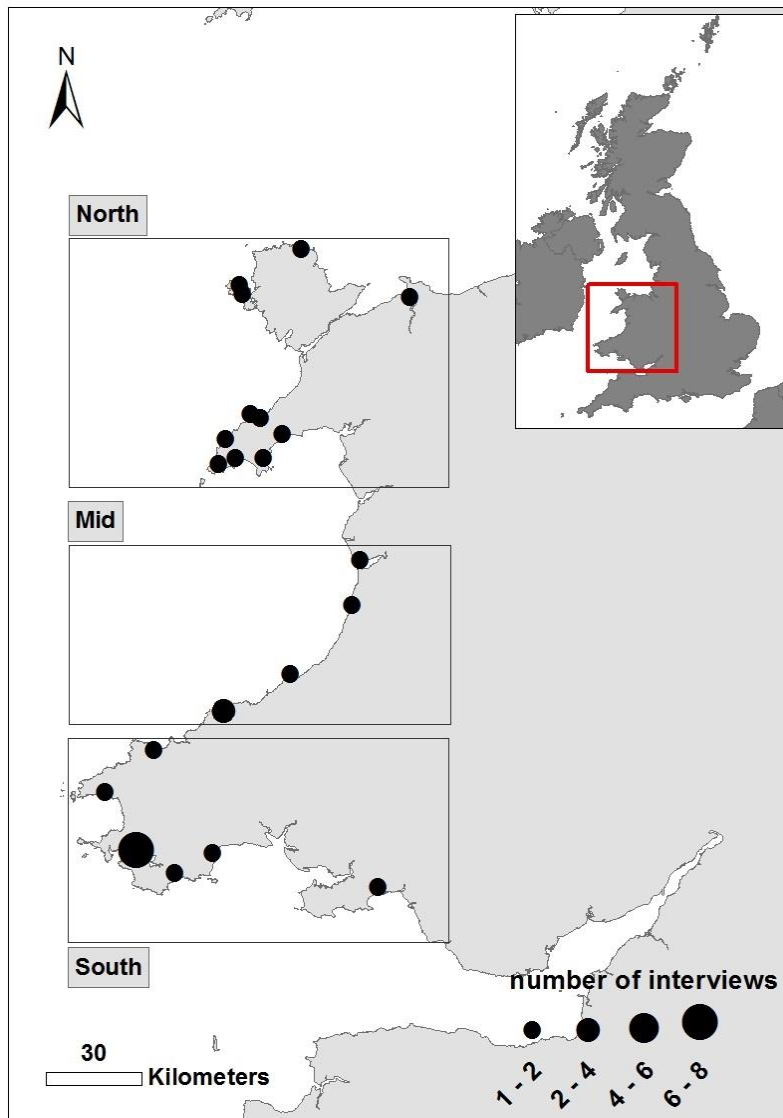 N
North
Mid
South
number of interviews
1 - 2
2 - 4
4 - 6
6 - 8
30
Kilometers